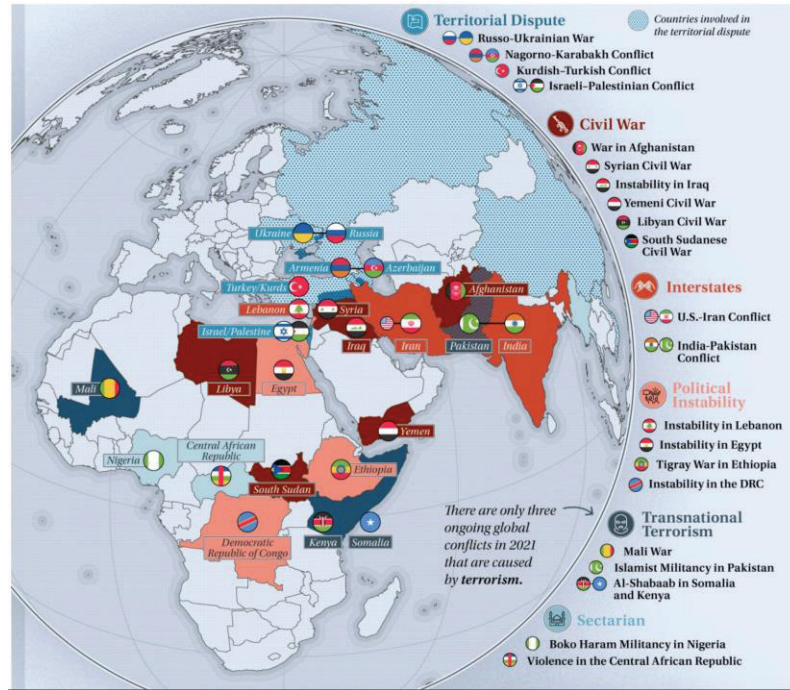 Territorial Dispute
Countries involved in
the territorial dispute
Russo-Ukrainian War
Nagorno-Karabakh Conflict
Kurdish-Turkish Conflict
Israeli-Palestinian Conflict
Civil War
War in Afghanistan
Syrian Civil War
Instability in Iraq
Yemeni Civil War
Libyan Civil War
South Sudanese
Civil War
Interstates
U.S.-Iran Conflict
India-Pakistan
Conflict
Political
Instability
Instability in Lebanon
Instability in Egypt
Tigray War in Ethiopia
Instability in the DRC
Transnational
Terrorism
Mali War
Islamist Militancy in Pakistan
Al-Shabaab in Somalia
and Kenya
Sectarian
Boko Haram Militancy in Nigeria
Violence in the Central African Republic
Ukraine
Russia
Armenia
Azerbaijan
Turkey/Kurds
Afghanistan
Lebanon
Syria
Israel/Palestine
Iraq
Iran
Pakistan
India
Mali
Libya
Egypt
Yemen
Central African
Republic
Nigeria
South Sudan
Ethiopia
Democratic
Republic of Congo
Kenya
Somalia
There are only three
ongoing global
conflicts in 2021
that are caused
by terrorism.